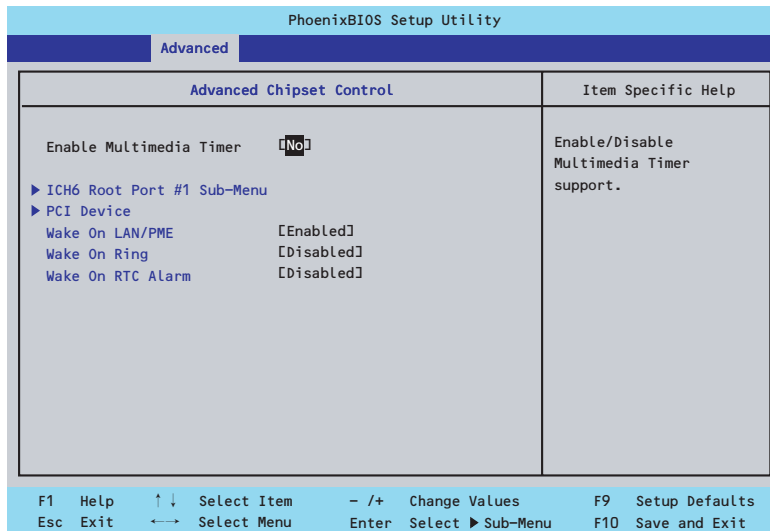 PhoenixBIOS Setup Utility
Advanced
Advanced Chipset Control
Item Specific Help
Enable Multimedia Timer [No]
▶ ICH6 Root Port #1 Sub-Menu
▶ PCI Device
Wake On LAN/PME [Enabled]
Wake On Ring [Disabled]
Wake On RTC Alarm [Disabled]
Enable/Disable
Multimedia Timer
support.
F1 Help ↑↓ Select Item - /+ Change Values F9 Setup Defaults
Esc Exit ←→ Select Menu Enter Select ▶ Sub-Menu F10 Save and Exit